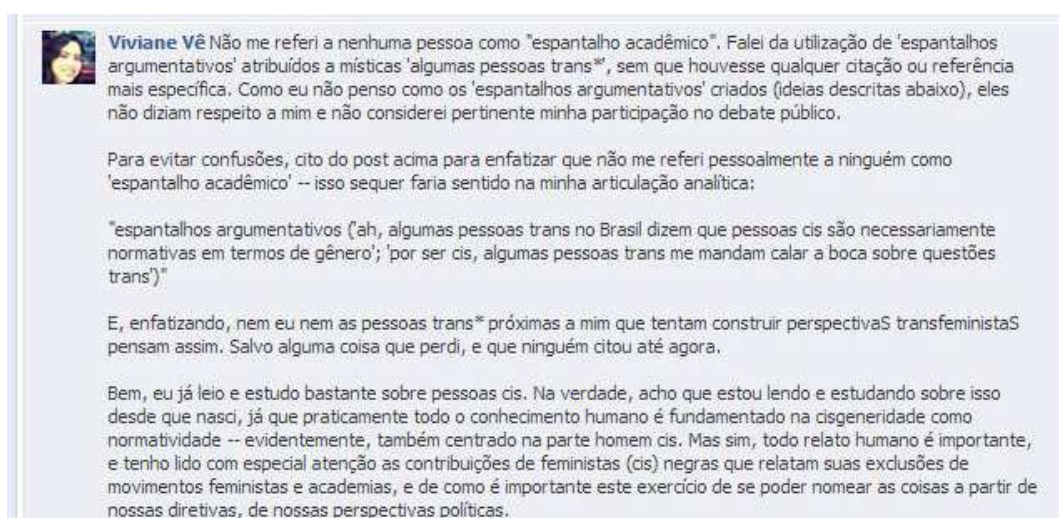 Viviane Vê Não me referi a nenhuma pessoa como "espantalho acadêmico". Falei da utilização de 'espantalhos
argumentativos' atribuídos a místicas 'algumas pessoas trans*', sem que houvesse qualquer citação ou referência
mais específica. Como eu não penso como os 'espantalhos argumentativos' criados (ideias descritas abaixo), eles
não diziam respeito a mim e não considerei pertinente minha participação no debate público.
Para evitar confusões, cito do post acima para enfatizar que não me referi pessoalmente a ninguém como
'espantalho acadêmico' -- isso sequer faria sentido na minha articulação analítica:
"espantalhos argumentativos ('ah, algumas pessoas trans no Brasil dizem que pessoas cis são necessariamente
normativas em termos de gênero'; 'por ser cis, algumas pessoas trans me mandam calar a boca sobre questões
trans')"
E, enfatizando, nem eu nem as pessoas trans* próximas a mim que tentam construir perspectivaS transfeministaS
pensam assim. Salvo alguma coisa que perdi, e que ninguém citou até agora.
Bem, eu já leio e estudo bastante sobre pessoas cis. Na verdade, acho que estou lendo e estudando sobre isso
desde que nasci, já que praticamente todo o conhecimento humano é fundamentado na cisgeneridade como
normatividade -- evidentemente, também centrado na parte homem cis. Mas sim, todo relato humano é importante,
e tenho lido com especial atenção as contribuições de feministas (cis) negras que relatam suas exclusões de
movimentos feministas e academias, e de como é importante este exercício de se poder nomear as coisas a partir de
nossas diretivas, de nossas perspectivas políticas.